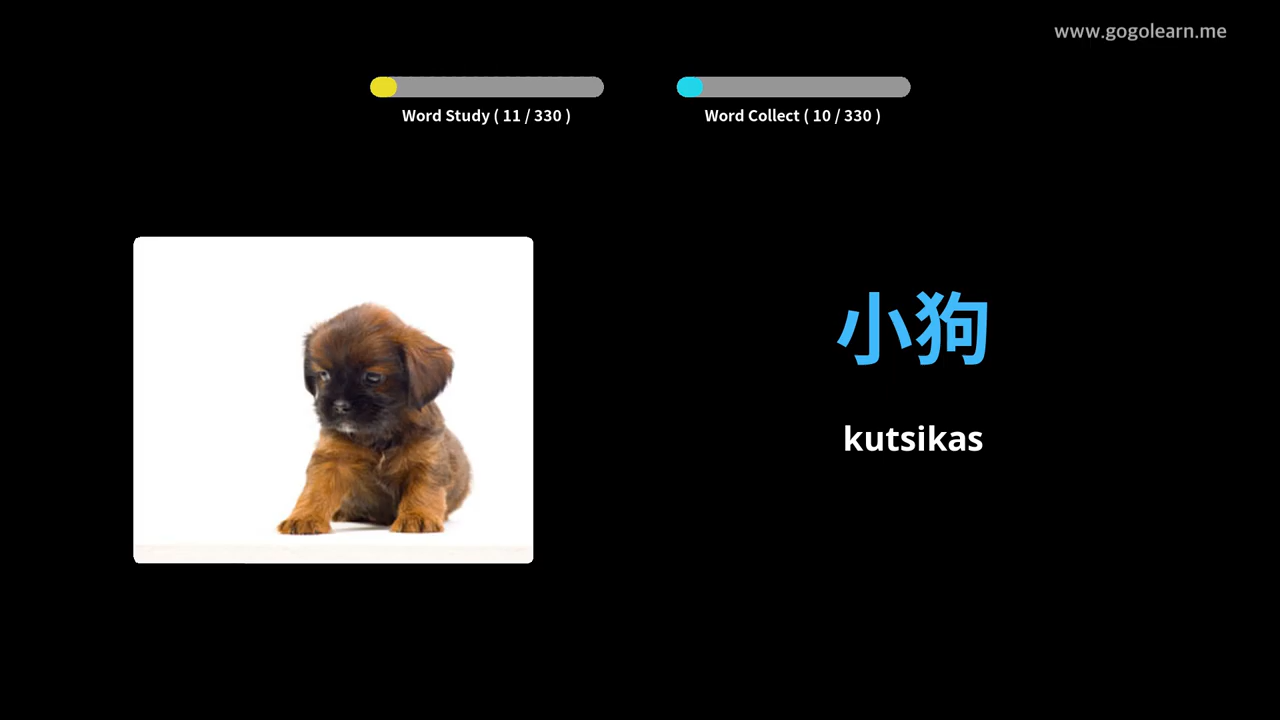 www.gogolearn.me
Word Study ( 11 / 330 )
Word Collect ( 10 / 330 )
小狗
kutsikas